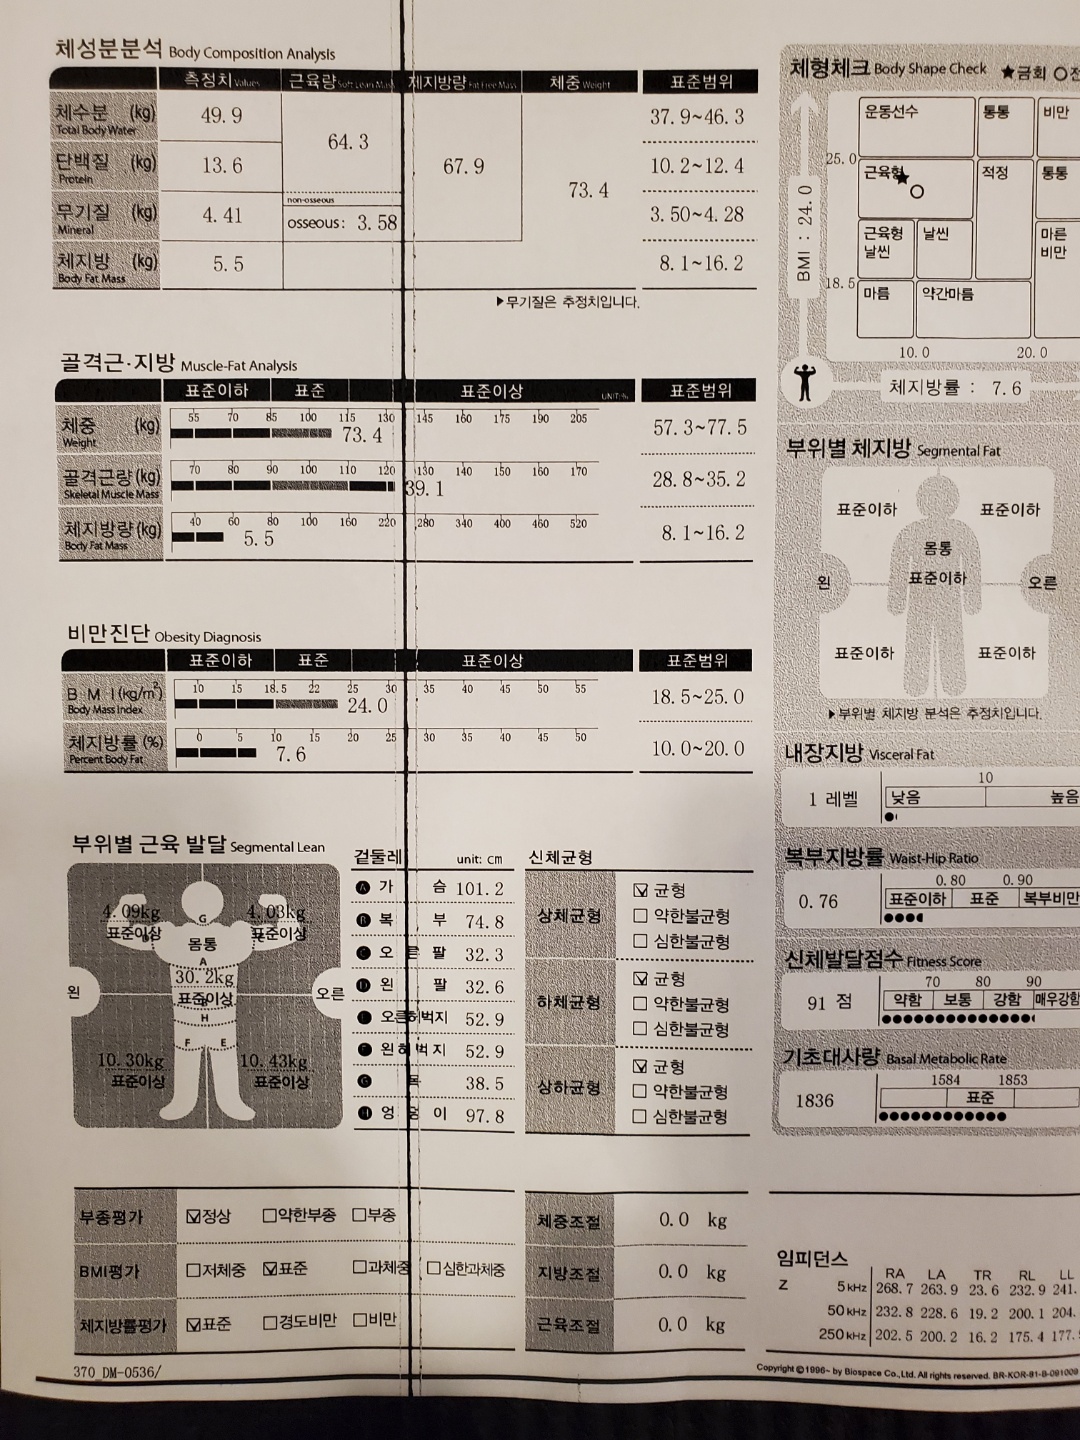 체성분분석 Body Composition Analysis
측정치 Values 근육량 Soft Lean Mass 제지방량 Fat Free Mass 체중 Weight 표준범위
체수분 (kg) 49.9 37.9~46.3
Total Body Water
64.3
단백질 (kg) 13.6 67.9 10.2~12.4
Protein
73.4
non-osseous
무기질 (kg) 4.41 osseous: 3.58 3.50~4.28
Mineral
체지방 (kg) 5.5 8.1~16.2
Body Fat Mass
▶무기질은 추정치입니다.
골격근·지방 Muscle-Fat Analysis
표준이하 표준 표준이상 UNIT:% 표준범위
체중 (kg) 55 70 85 100 115 130 145 160 175 190 205
Weight 73.4 57.3~77.5
골격근량(kg) 70 80 90 100 110 120 130 140 150 160 170
Skeletal Muscle Mass 39.1 28.8~35.2
체지방량(kg) 40 60 80 100 160 220 280 340 400 460 520
Body Fat Mass 5.5 8.1~16.2
비만진단 Obesity Diagnosis
표준이하 표준 표준이상 표준범위
B M I(kg/m²) 10 15 18.5 22 25 30 35 40 45 50 55
Body Mass Index 24.0 18.5~25.0
체지방률(%) 0 5 10 15 20 25 30 35 40 45 50
Percent Body Fat 7.6 10.0~20.0
부위별 근육 발달 Segmental Lean
4.09kg 4.03kg
표준이상 표준이상
G
몸통
A
30.2kg
표준이상
왼 오른
H
F E
10.30kg 10.43kg
표준이상 표준이상
겉둘레 unit: cm
A 가 슴 101.2
B 복 부 74.8
C 오 른 팔 32.3
D 왼 팔 32.6
오른허벅지 52.9
왼허벅지 52.9
G 목 38.5
H 엉 덩 이 97.8
신체균형
상체균형 ☑ 균형
□ 약한불균형
□ 심한불균형
하체균형 ☑ 균형
□ 약한불균형
□ 심한불균형
상하균형 ☑ 균형
□ 약한불균형
□ 심한불균형
부종평가 ☑정상 □약한부종 □부종
BMI평가 □저체중 ☑표준 □과체중 □심한과체중
체지방률평가 ☑표준 □경도비만 □비만
체중조절 0.0 kg
지방조절 0.0 kg
근육조절 0.0 kg
370_DM-0536/
체형체크 Body Shape Check ★금회 ○전
운동선수 통통 비만
25.0
근육형 적정 통통
BMI : 24.0
근육형 날씬 날씬 마른 비만
18.5
마름 약간마름
10.0 20.0
체지방률 : 7.6
부위별 체지방 Segmental Fat
표준이하 표준이하
몸통
왼 표준이하 오른
표준이하 표준이하
▶부위별 체지방 분석은 추정치입니다.
내장지방 Visceral Fat
10
1 레벨 낮음 높음
복부지방률 Waist-Hip Ratio
0.80 0.90
0.76 표준이하 표준 복부비만
신체발달점수 Fitness Score
70 80 90
91 점 약함 보통 강함 매우강함
기초대사량 Basal Metabolic Rate
1584 1853
1836 표준
임피던스
RA LA TR RL LL
Z 5kHz 268.7 263.9 23.6 232.9 241.
50kHz 232.8 228.6 19.2 200.1 204.
250kHz 202.5 200.2 16.2 175.4 177.
Copyright ©1996~ by Biospace Co.,Ltd. All rights reserved. BR-KOR-81-B-091009